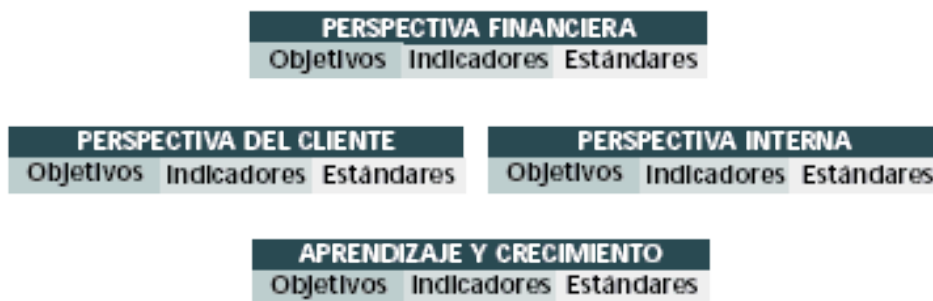 PERSPECTIVA FINANCIERA
Objetivos Indicadores Estándares
PERSPECTIVA DEL CLIENTE
Objetivos Indicadores Estándares
PERSPECTIVA INTERNA
Objetivos Indicadores Estándares
APRENDIZAJE Y CRECIMIENTO
Objetivos Indicadores Estándares